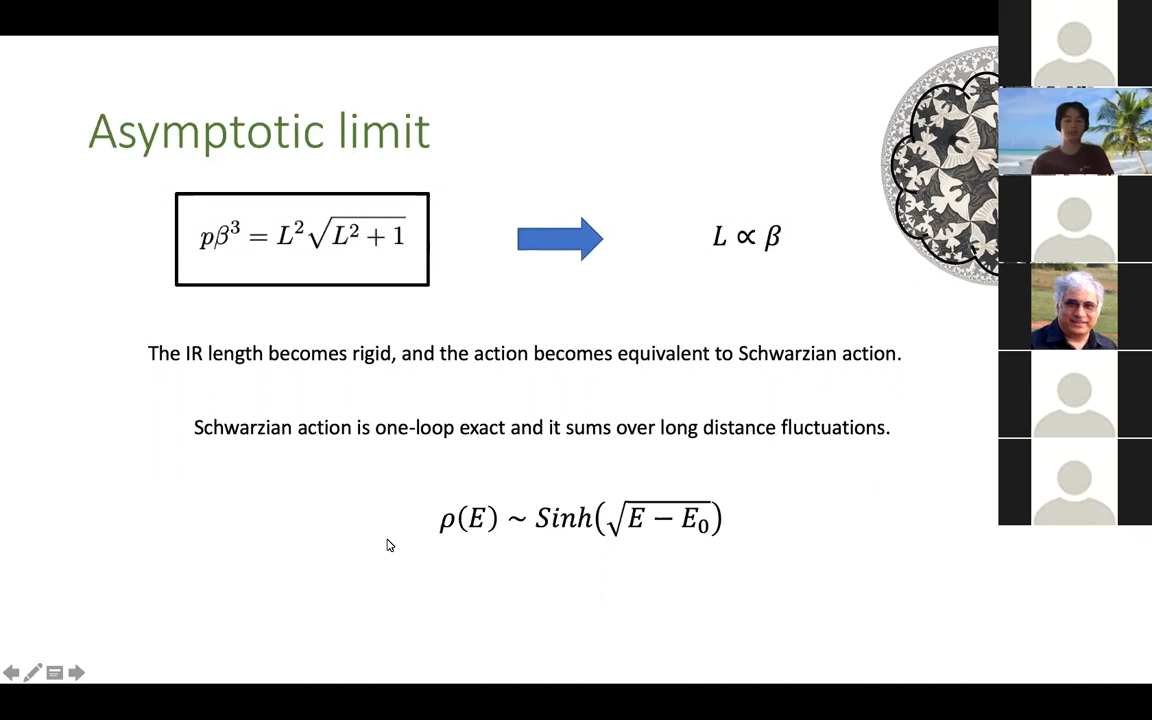 Asymptotic limit
pβ³ = L²√(L² + 1)
L ∝ β
The IR length becomes rigid, and the action becomes equivalent to Schwarzian action.
Schwarzian action is one-loop exact and it sums over long distance fluctuations.
ρ(E) ~ Sinh(√(E − E₀))